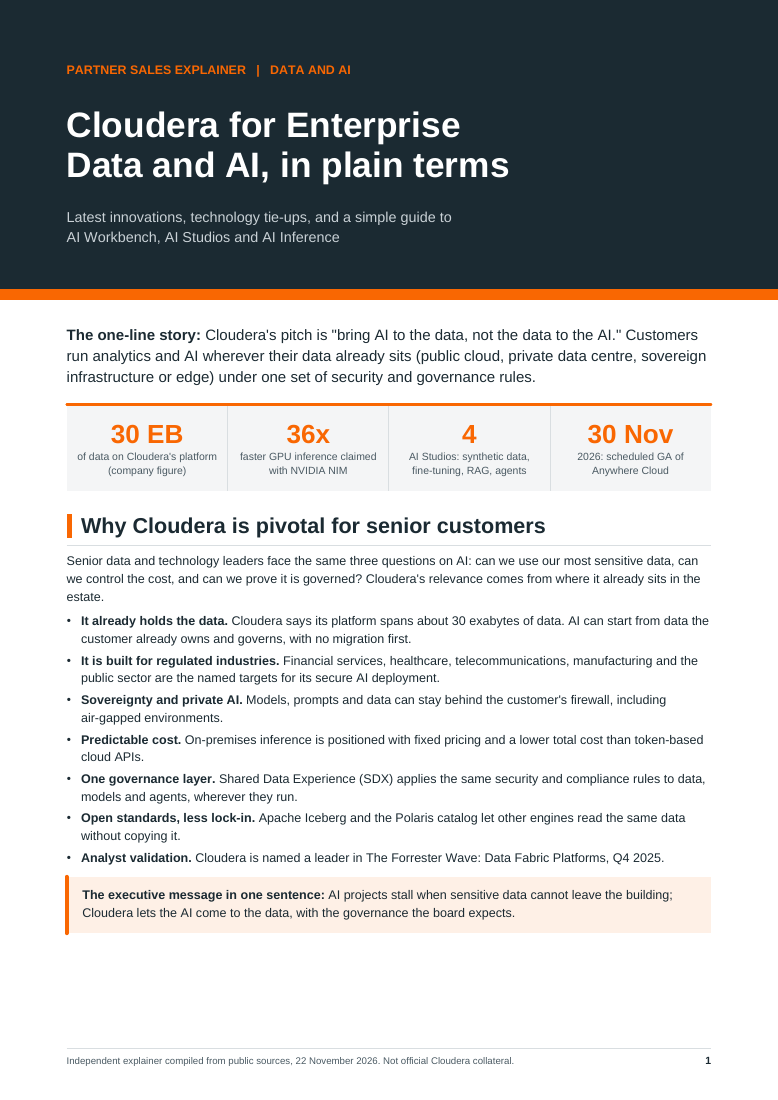 PARTNER SALES EXPLAINER | DATA AND AI
Cloudera for Enterprise
Data and AI, in plain terms
Latest innovations, technology tie-ups, and a simple guide to
AI Workbench, AI Studios and AI Inference
The one-line story: Cloudera's pitch is "bring AI to the data, not the data to the AI." Customers
run analytics and AI wherever their data already sits (public cloud, private data centre, sovereign
infrastructure or edge) under one set of security and governance rules.
30 EB
of data on Cloudera's platform
(company figure)
36x
faster GPU inference claimed
with NVIDIA NIM
4
AI Studios: synthetic data,
fine-tuning, RAG, agents
30 Nov
2026: scheduled GA of
Anywhere Cloud
Why Cloudera is pivotal for senior customers
Senior data and technology leaders face the same three questions on AI: can we use our most sensitive data, can
we control the cost, and can we prove it is governed? Cloudera's relevance comes from where it already sits in the
estate.
• It already holds the data. Cloudera says its platform spans about 30 exabytes of data. AI can start from data the
customer already owns and governs, with no migration first.
• It is built for regulated industries. Financial services, healthcare, telecommunications, manufacturing and the
public sector are the named targets for its secure AI deployment.
• Sovereignty and private AI. Models, prompts and data can stay behind the customer's firewall, including
air-gapped environments.
• Predictable cost. On-premises inference is positioned with fixed pricing and a lower total cost than token-based
cloud APIs.
• One governance layer. Shared Data Experience (SDX) applies the same security and compliance rules to data,
models and agents, wherever they run.
• Open standards, less lock-in. Apache Iceberg and the Polaris catalog let other engines read the same data
without copying it.
• Analyst validation. Cloudera is named a leader in The Forrester Wave: Data Fabric Platforms, Q4 2025.
The executive message in one sentence: AI projects stall when sensitive data cannot leave the building;
Cloudera lets the AI come to the data, with the governance the board expects.
Independent explainer compiled from public sources, 22 November 2026. Not official Cloudera collateral.
1